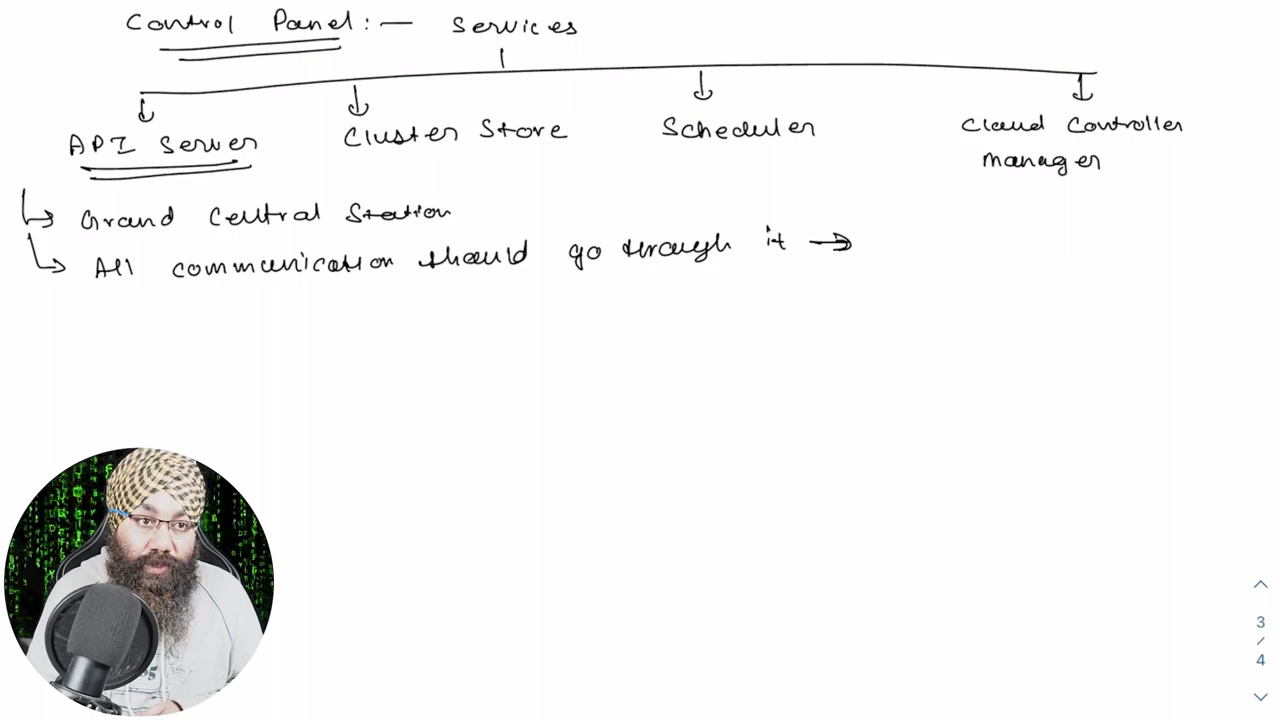 Control Panel :— Services
API Server
Cluster Store
Scheduler
Cloud Controller
manager
Grand Central Station
All communication should go through it →
3
/
4